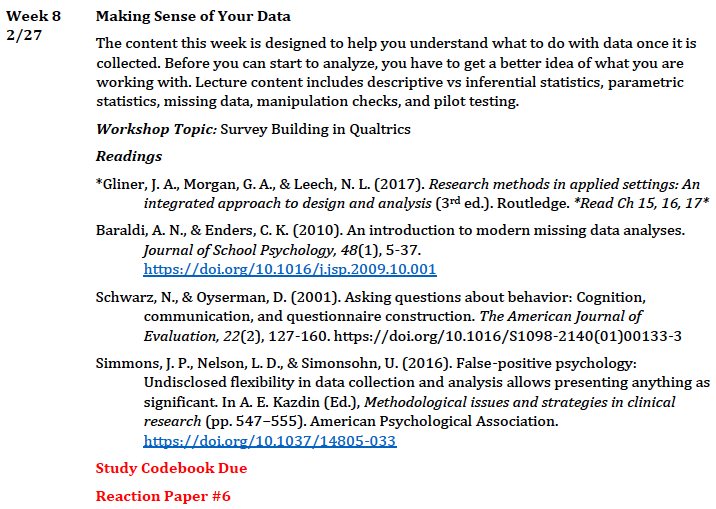 Week 8 Making Sense of Your Data
2/27
The content this week is designed to help you understand what to do with data once it is
collected. Before you can start to analyze, you have to get a better idea of what you are
working with. Lecture content includes descriptive vs inferential statistics, parametric
statistics, missing data, manipulation checks, and pilot testing.
Workshop Topic: Survey Building in Qualtrics
Readings
*Gliner, J. A., Morgan, G. A., & Leech, N. L. (2017). Research methods in applied settings: An
integrated approach to design and analysis (3rd ed.). Routledge. *Read Ch 15, 16, 17*
Baraldi, A. N., & Enders, C. K. (2010). An introduction to modern missing data analyses.
Journal of School Psychology, 48(1), 5-37.
https://doi.org/10.1016/j.jsp.2009.10.001
Schwarz, N., & Oyserman, D. (2001). Asking questions about behavior: Cognition,
communication, and questionnaire construction. The American Journal of
Evaluation, 22(2), 127-160. https://doi.org/10.1016/S1098-2140(01)00133-3
Simmons, J. P., Nelson, L. D., & Simonsohn, U. (2016). False-positive psychology:
Undisclosed flexibility in data collection and analysis allows presenting anything as
significant. In A. E. Kazdin (Ed.), Methodological issues and strategies in clinical
research (pp. 547–555). American Psychological Association.
https://doi.org/10.1037/14805-033
Study Codebook Due
Reaction Paper #6